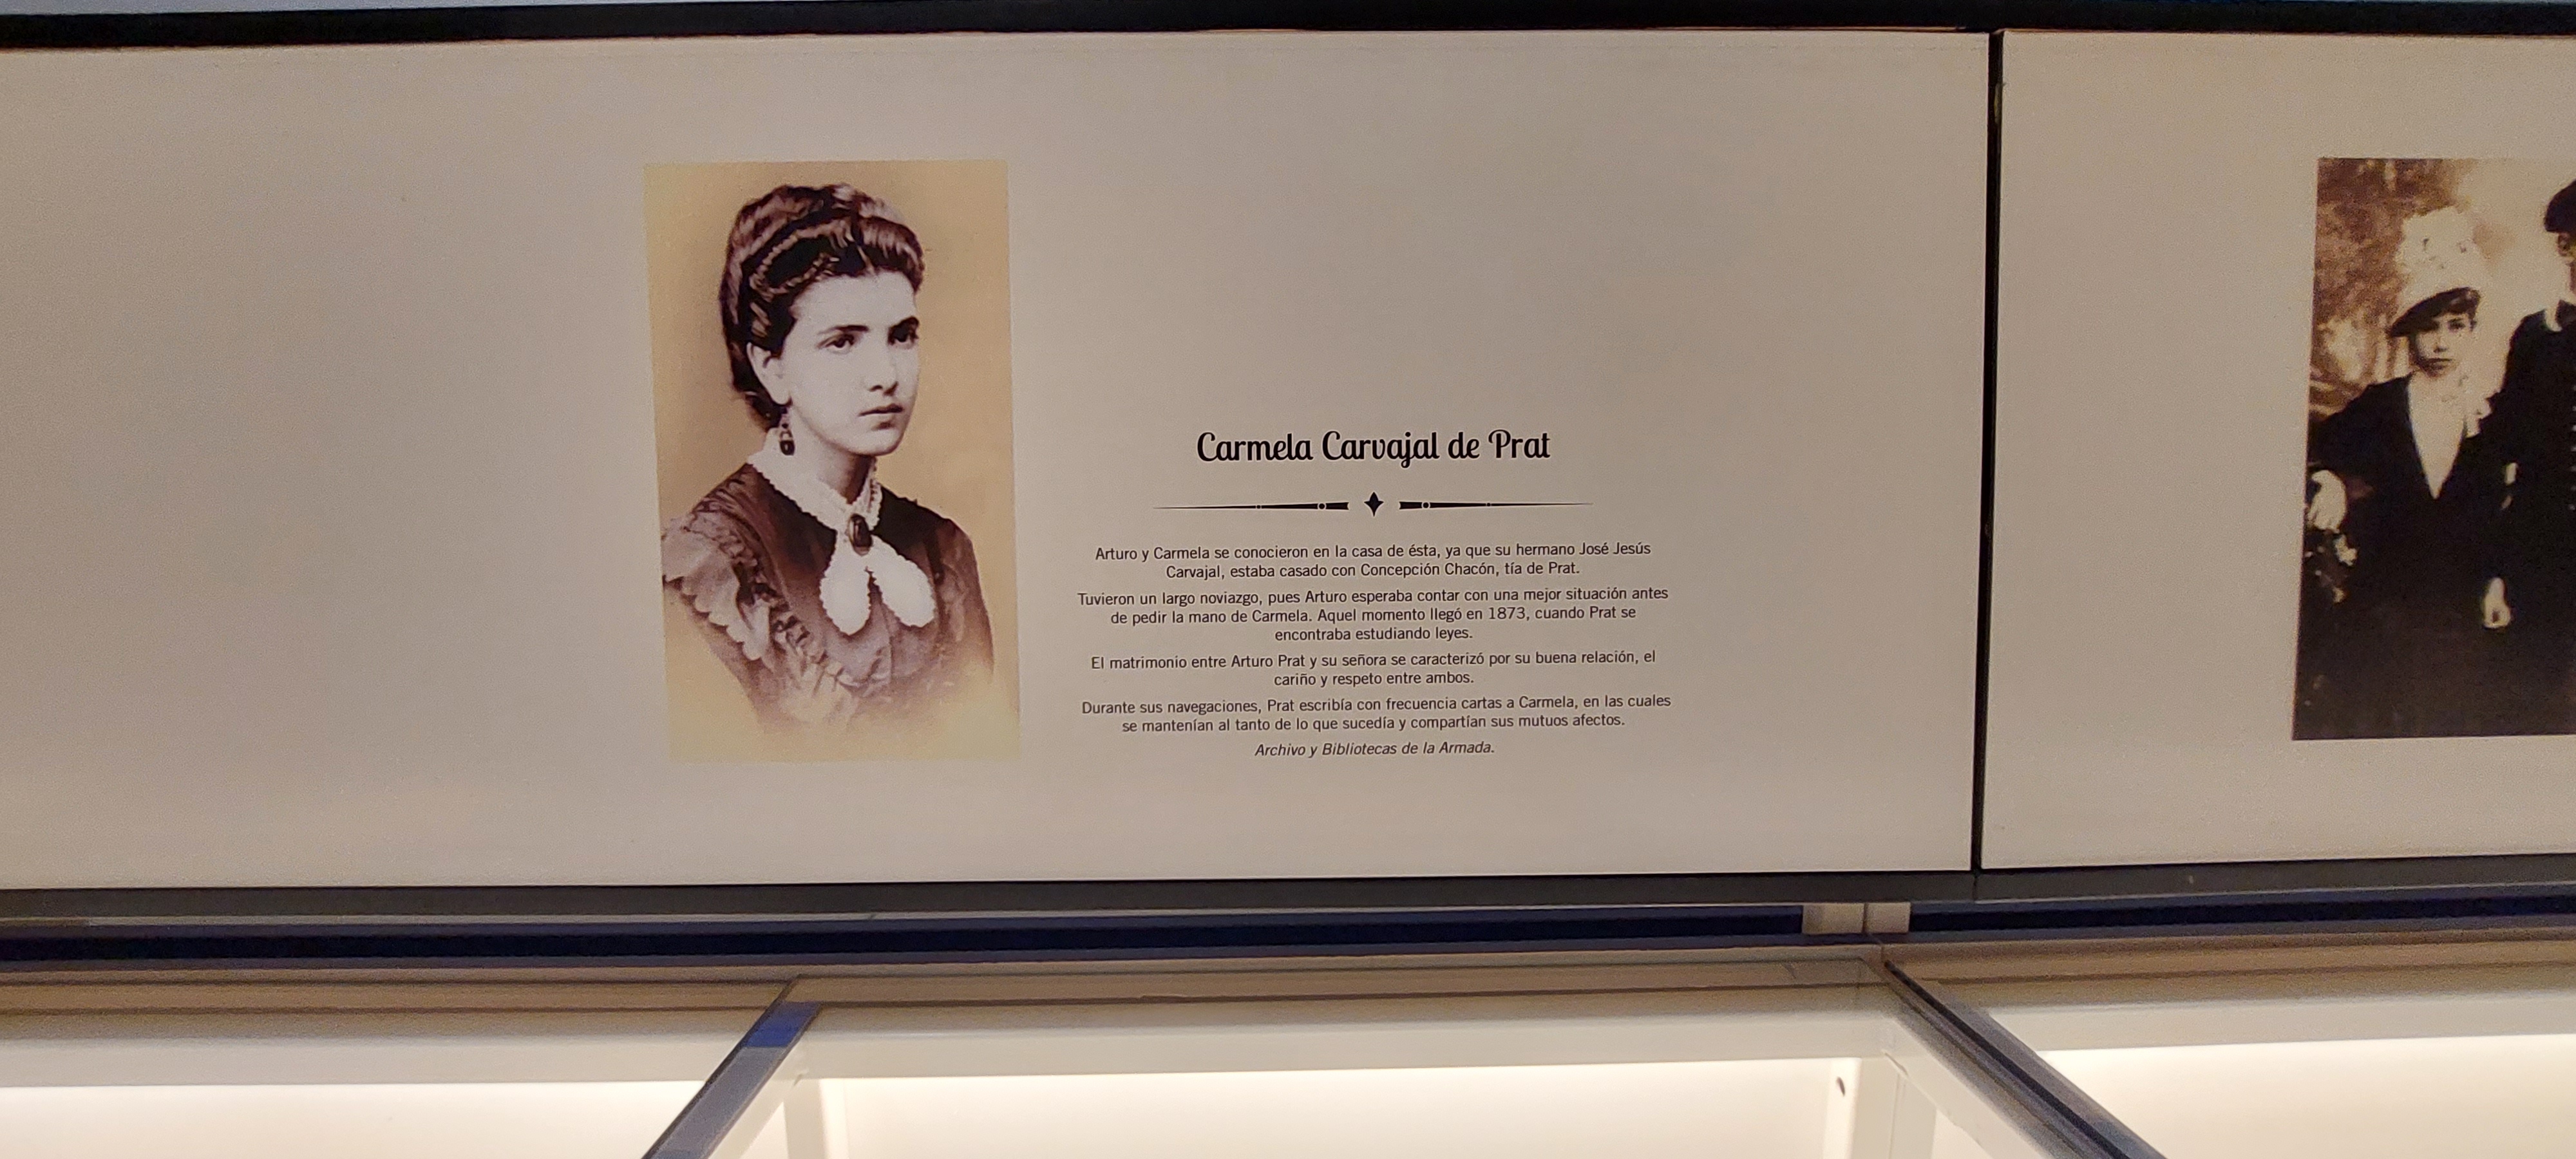 Carmela Carvajal de Prat
Arturo y Carmela se conocieron en la casa de ésta, ya que su hermano José Jesús
Carvajal, estaba casado con Concepción Chacón, tía de Prat.
Tuvieron un largo noviazgo, pues Arturo esperaba contar con una mejor situación antes
de pedir la mano de Carmela. Aquel momento llegó en 1873, cuando Prat se
encontraba estudiando leyes.
El matrimonio entre Arturo Prat y su señora se caracterizó por su buena relación, el
cariño y respeto entre ambos.
Durante sus navegaciones, Prat escribía con frecuencia cartas a Carmela, en las cuales
se mantenían al tanto de lo que sucedía y compartían sus mutuos afectos.
Archivo y Bibliotecas de la Armada.